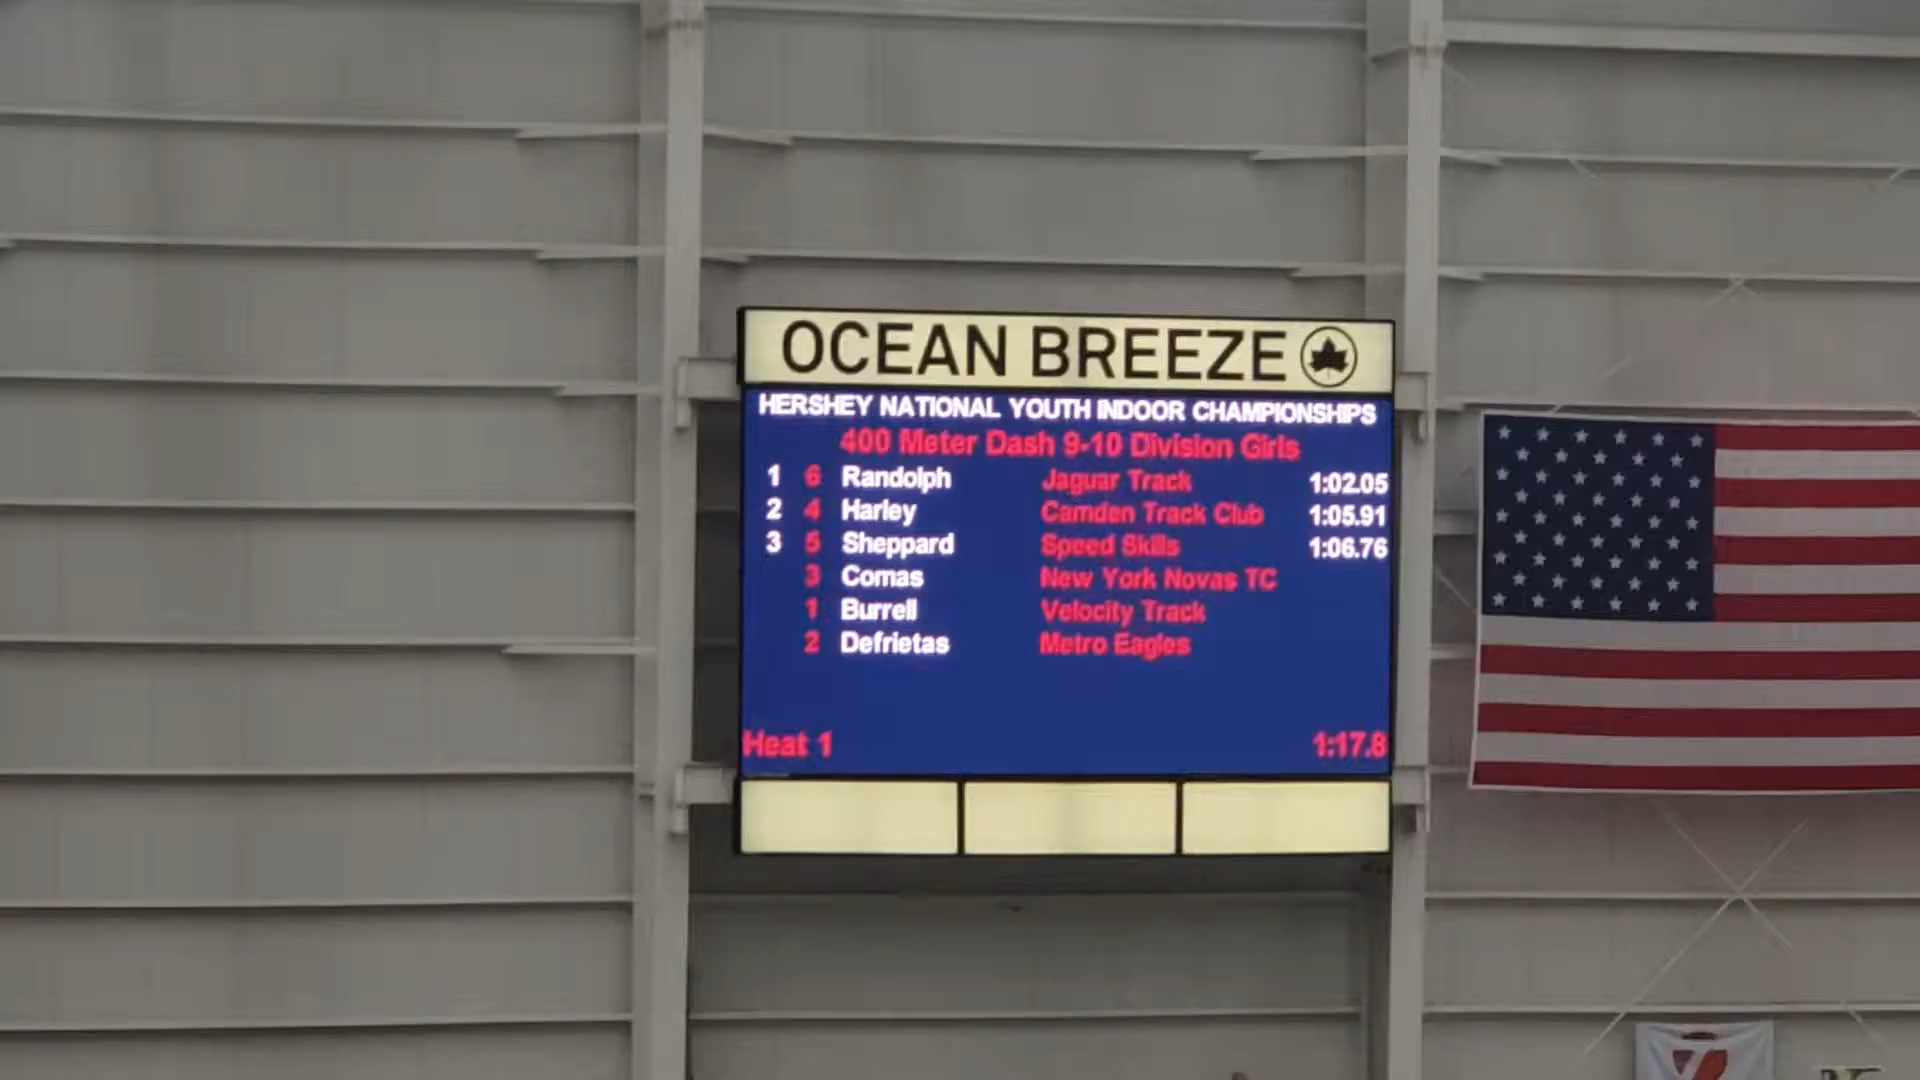 OCEAN BREEZE
HERSHEY NATIONAL YOUTH INDOOR CHAMPIONSHIPS
400 Meter Dash 9-10 Division Girls
1 6 Randolph Jaguar Track 1:02.05
2 4 Harley Camden Track Club 1:05.91
3 5 Sheppard Speed Skills 1:06.76
3 Comas New York Novas TC
1 Burrell Velocity Track
2 Defrietas Metro Eagles
Heat 1 1:17.8